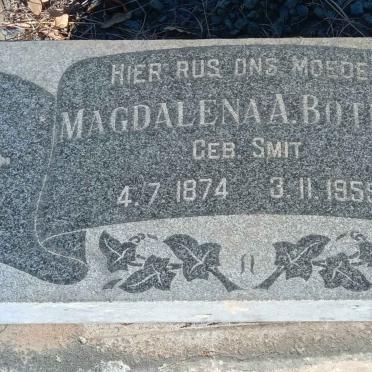 HIER RUS ONS MOEDE
MAGDALENA A. BOT
GEB. SMIT
4.7.1874 3.11.195